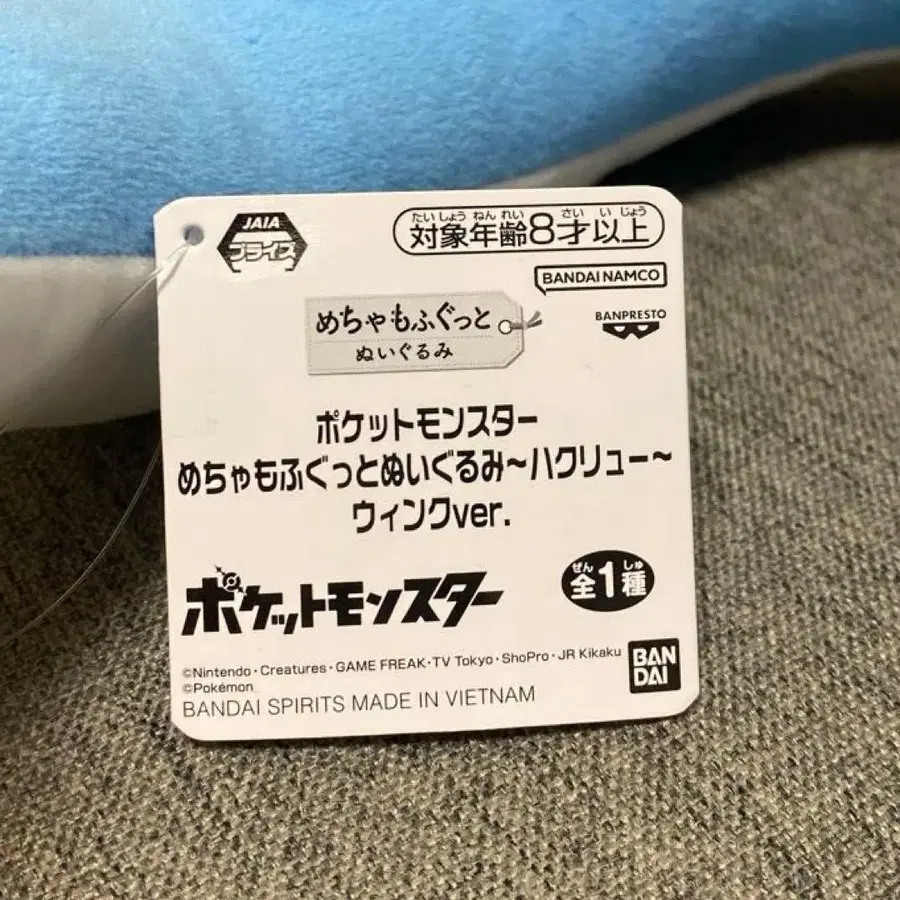 JAIA
プライズ
たいしょう ねん れい さい い じょう
対象年齢8才以上
BANDAI NAMCO
BANPRESTO
めちゃもふぐっと
ぬいぐるみ
ポケットモンスター
めちゃもふぐっとぬいぐるみ～ハクリュー～
ウィンクver.
ポケットモンスター
ぜん しゅ
全1種
©Nintendo・Creatures・GAME FREAK・TV Tokyo・ShoPro・JR Kikaku
©Pokémon
BANDAI SPIRITS MADE IN VIETNAM
BAN
DAI